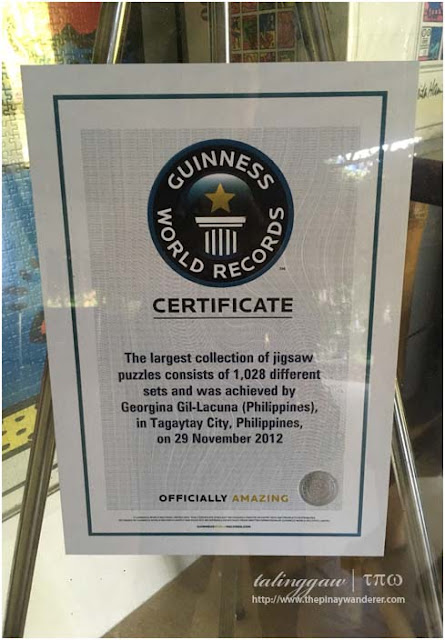 GUINNESS
WORLD RECORDS
™
CERTIFICATE
The largest collection of jigsaw
puzzles consists of 1,028 different
sets and was achieved by
Georgina Gil-Lacuna (Philippines),
in Tagaytay City, Philippines,
on 29 November 2012
OFFICIALLY AMAZING
talinggaw | τπω
http://www.thepinaywanderer.com